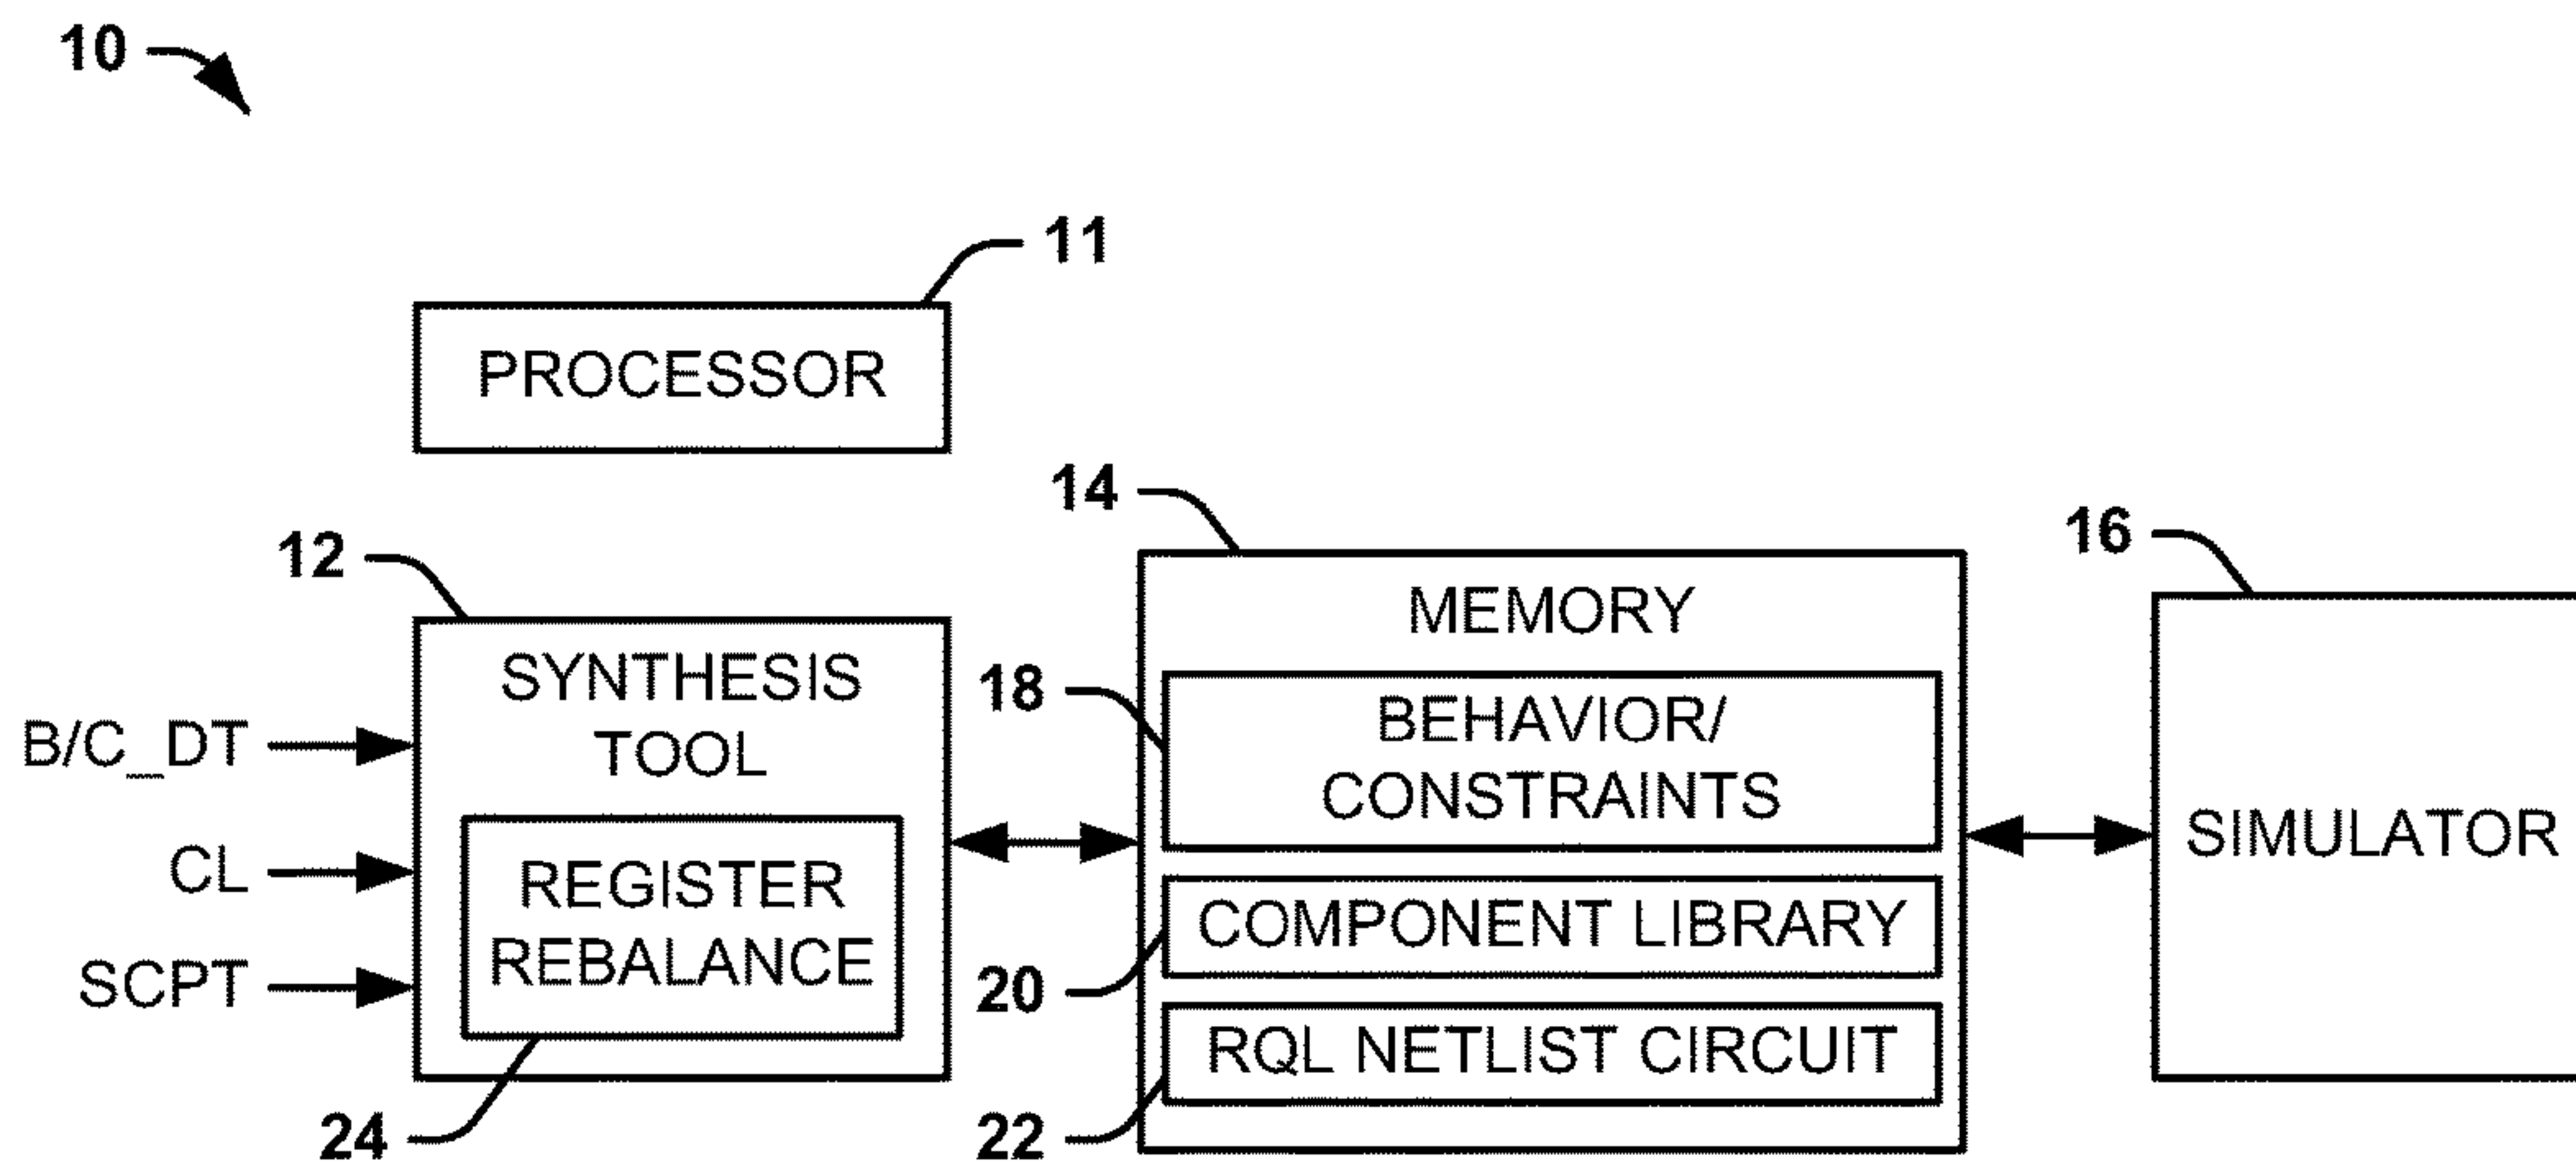 10
11
PROCESSOR
14
16
12
MEMORY
SYNTHESIS
TOOL
18
BEHAVIOR/
CONSTRAINTS
B/C_DT
CL
SCPT
REGISTER
REBALANCE
SIMULATOR
COMPONENT LIBRARY
20
RQL NETLIST CIRCUIT
24
22